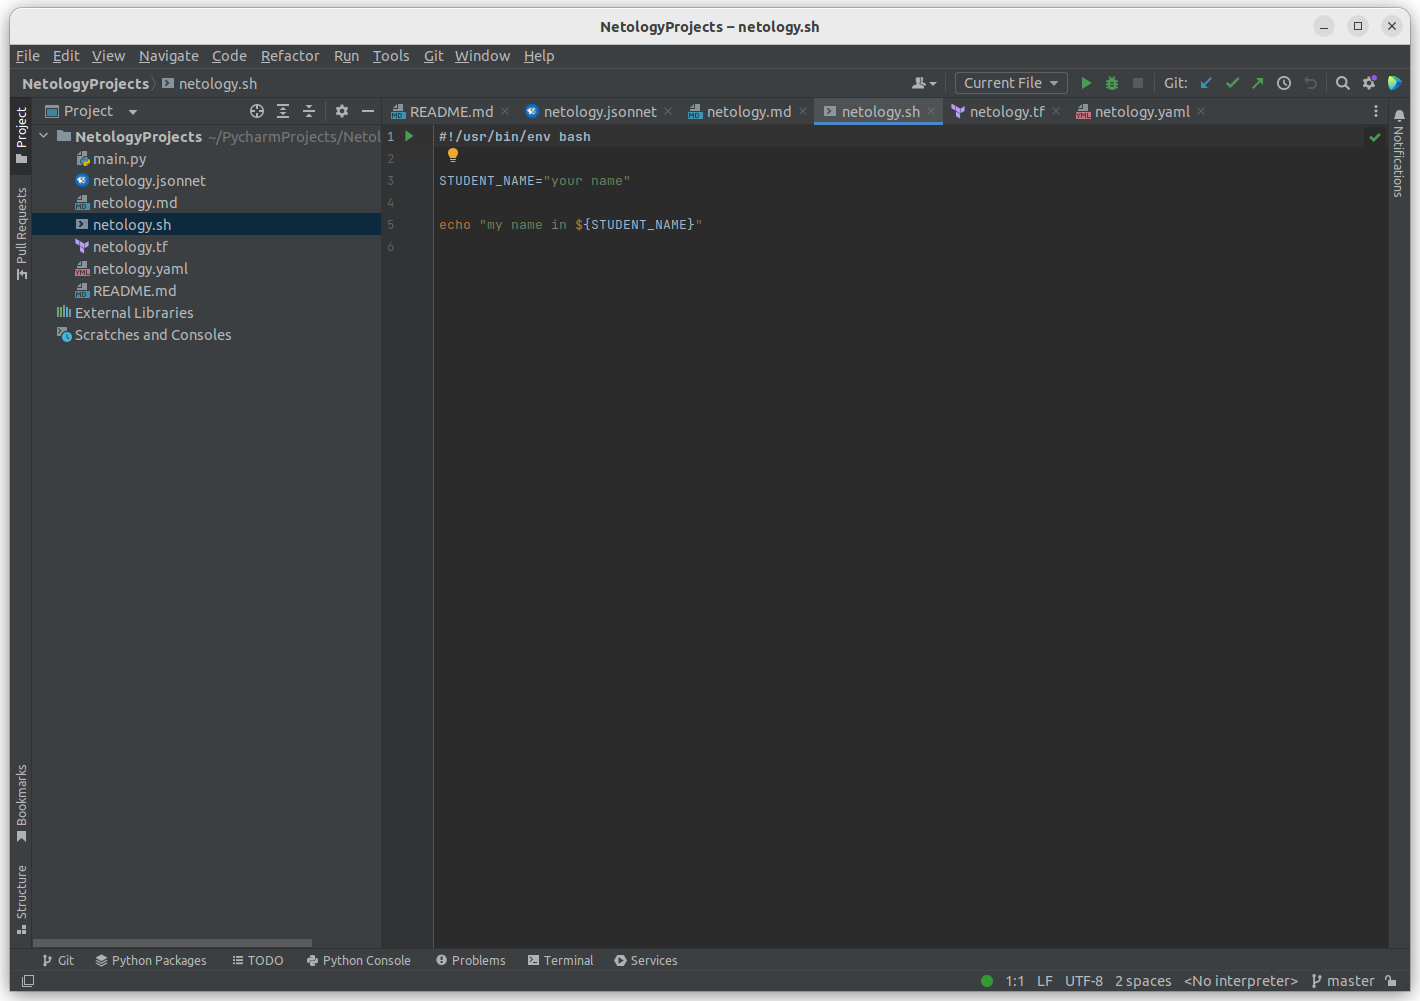 NetologyProjects – netology.sh
File Edit View Navigate Code Refactor Run Tools Git Window Help
NetologyProjects netology.sh Current File Git:
Project
README.md netology.jsonnet netology.md netology.sh netology.tf netology.yaml
Project
Pull Requests
Bookmarks
Structure
NetologyProjects ~/PycharmProjects/Netol
main.py
netology.jsonnet
MD netology.md
netology.sh
netology.tf
YML netology.yaml
MD README.md
External Libraries
Scratches and Consoles
1 #!/usr/bin/env bash
2
3 STUDENT_NAME="your name"
4
5 echo "my name in ${STUDENT_NAME}"
6
Notifications
Git Python Packages TODO Python Console Problems Terminal Services
1:1 LF UTF-8 2 spaces <No interpreter> master